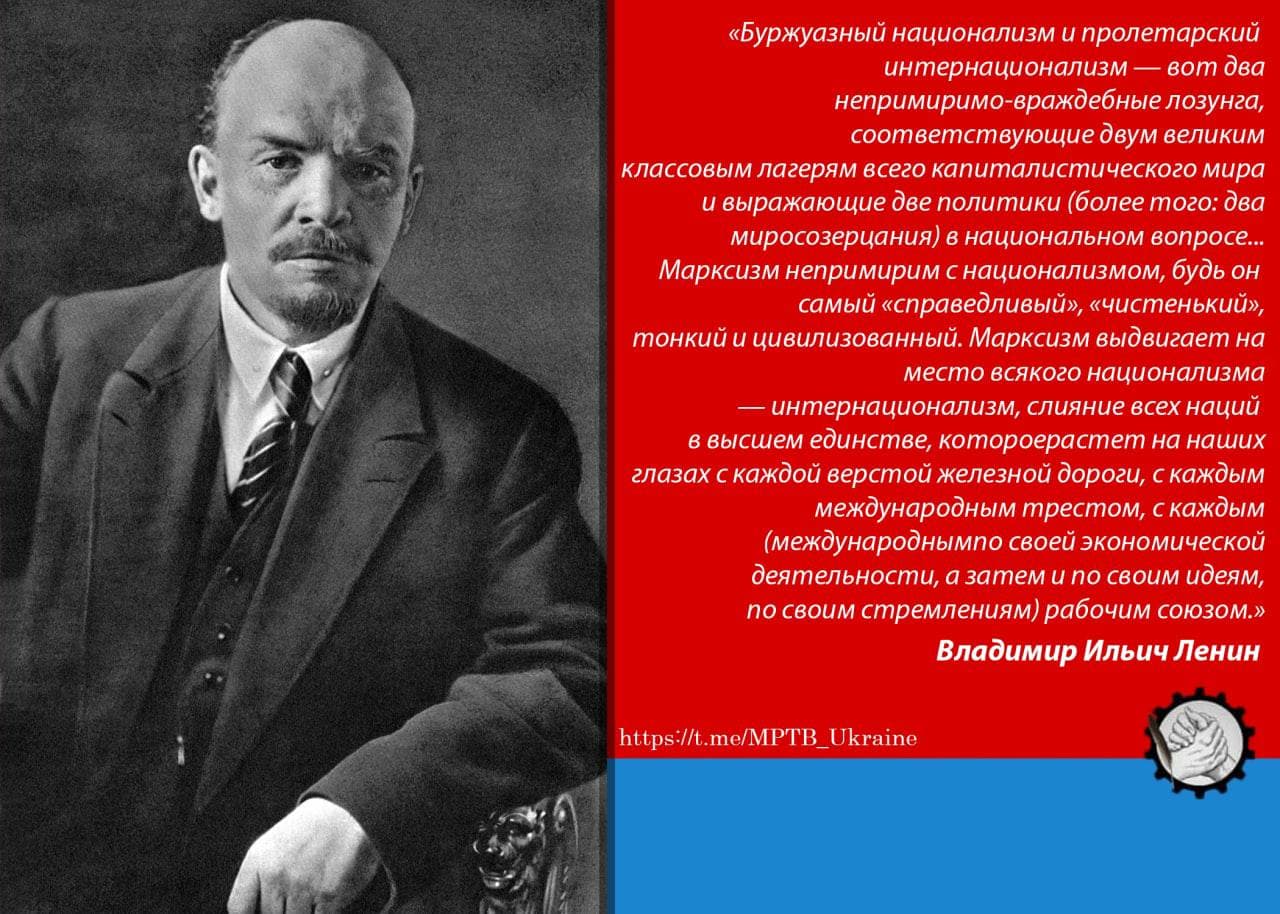 «Буржуазный национализм и пролетарский
интернационализм — вот два
непримиримо-враждебные лозунга,
соответствующие двум великим
классовым лагерям всего капиталистического мира
и выражающие две политики (более того: два
миросозерцания) в национальном вопросе...
Марксизм непримирим с национализмом, будь он
самый «справедливый», «чистенький»,
тонкий и цивилизованный. Марксизм выдвигает на
место всякого национализма
— интернационализм, слияние всех наций
в высшем единстве, котороерастет на наших
глазах с каждой верстой железной дороги, с каждым
международным трестом, с каждым
(международнымпо своей экономической
деятельности, а затем и по своим идеям,
по своим стремлениям) рабочим союзом.»
Владимир Ильич Ленин
https://t.me/MPTB_Ukraine